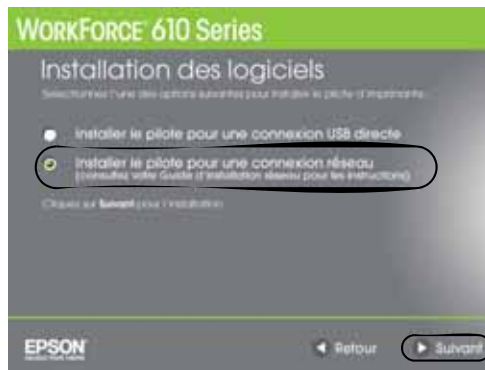 WORKFORCE 610 Series
Installation des logiciels
Sélectionnez l'une des options suivantes pour installer le pilote d'imprimante.
Installer le pilote pour une connexion USB directe
Installer le pilote pour une connexion réseau
(consultez votre Guide d'installation réseau pour les instructions)
Cliquez sur Suivant pour l'installation
EPSON
Retour
Suivant